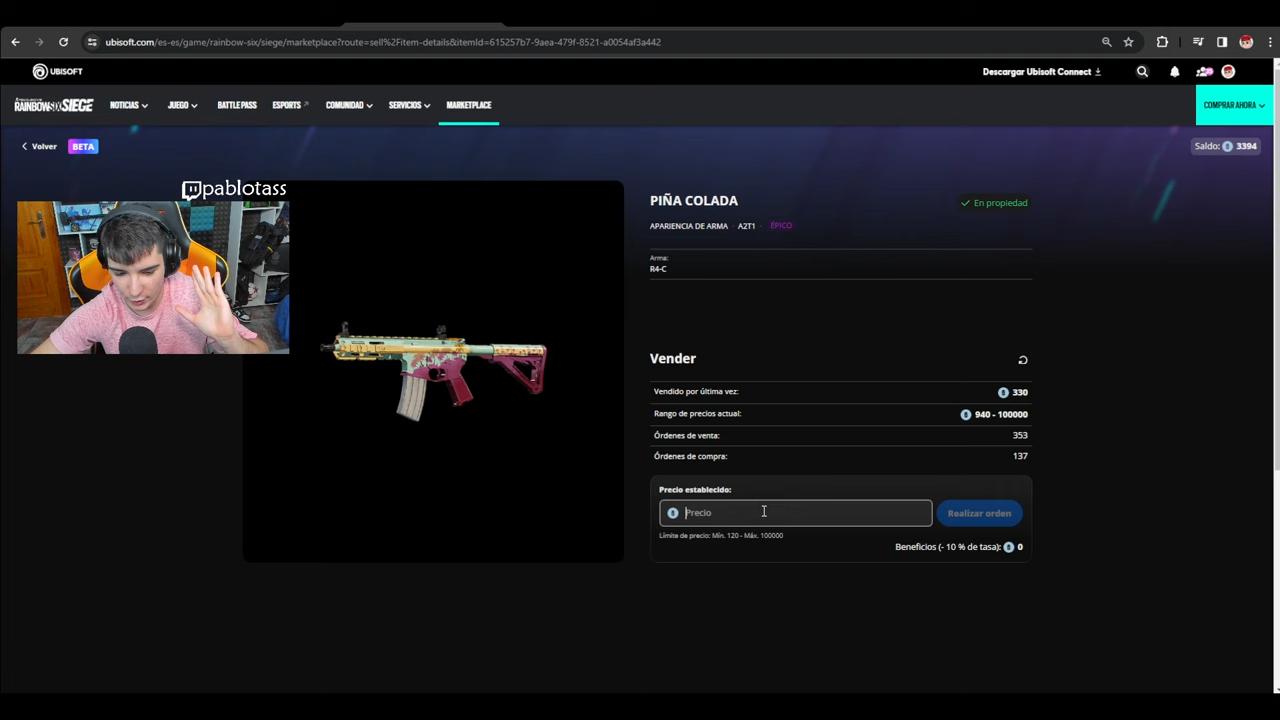 ubisoft.com/es-es/game/rainbow-six/siege/marketplace?route=sell%2Fitem-details&itemId=615257b7-9aea-479f-8521-a0054af3a442
UBISOFT
Descargar Ubisoft Connect
RAINBOW SIX SIEGE
NOTICIAS
JUEGO
BATTLE PASS
ESPORTS
COMUNIDAD
SERVICIOS
MARKETPLACE
COMPRAR AHORA
Volver
BETA
Saldo: 3394
pablotass
PIÑA COLADA
En propiedad
APARIENCIA DE ARMA · A2T1 · ÉPICO
Arma:
R4-C
Vender
Vendido por última vez: 330
Rango de precios actual: 940 - 100000
Órdenes de venta: 353
Órdenes de compra: 137
Precio establecido:
Precio
Realizar orden
Límite de precio: Mín. 120 - Máx. 100000
Beneficios (- 10 % de tasa): 0